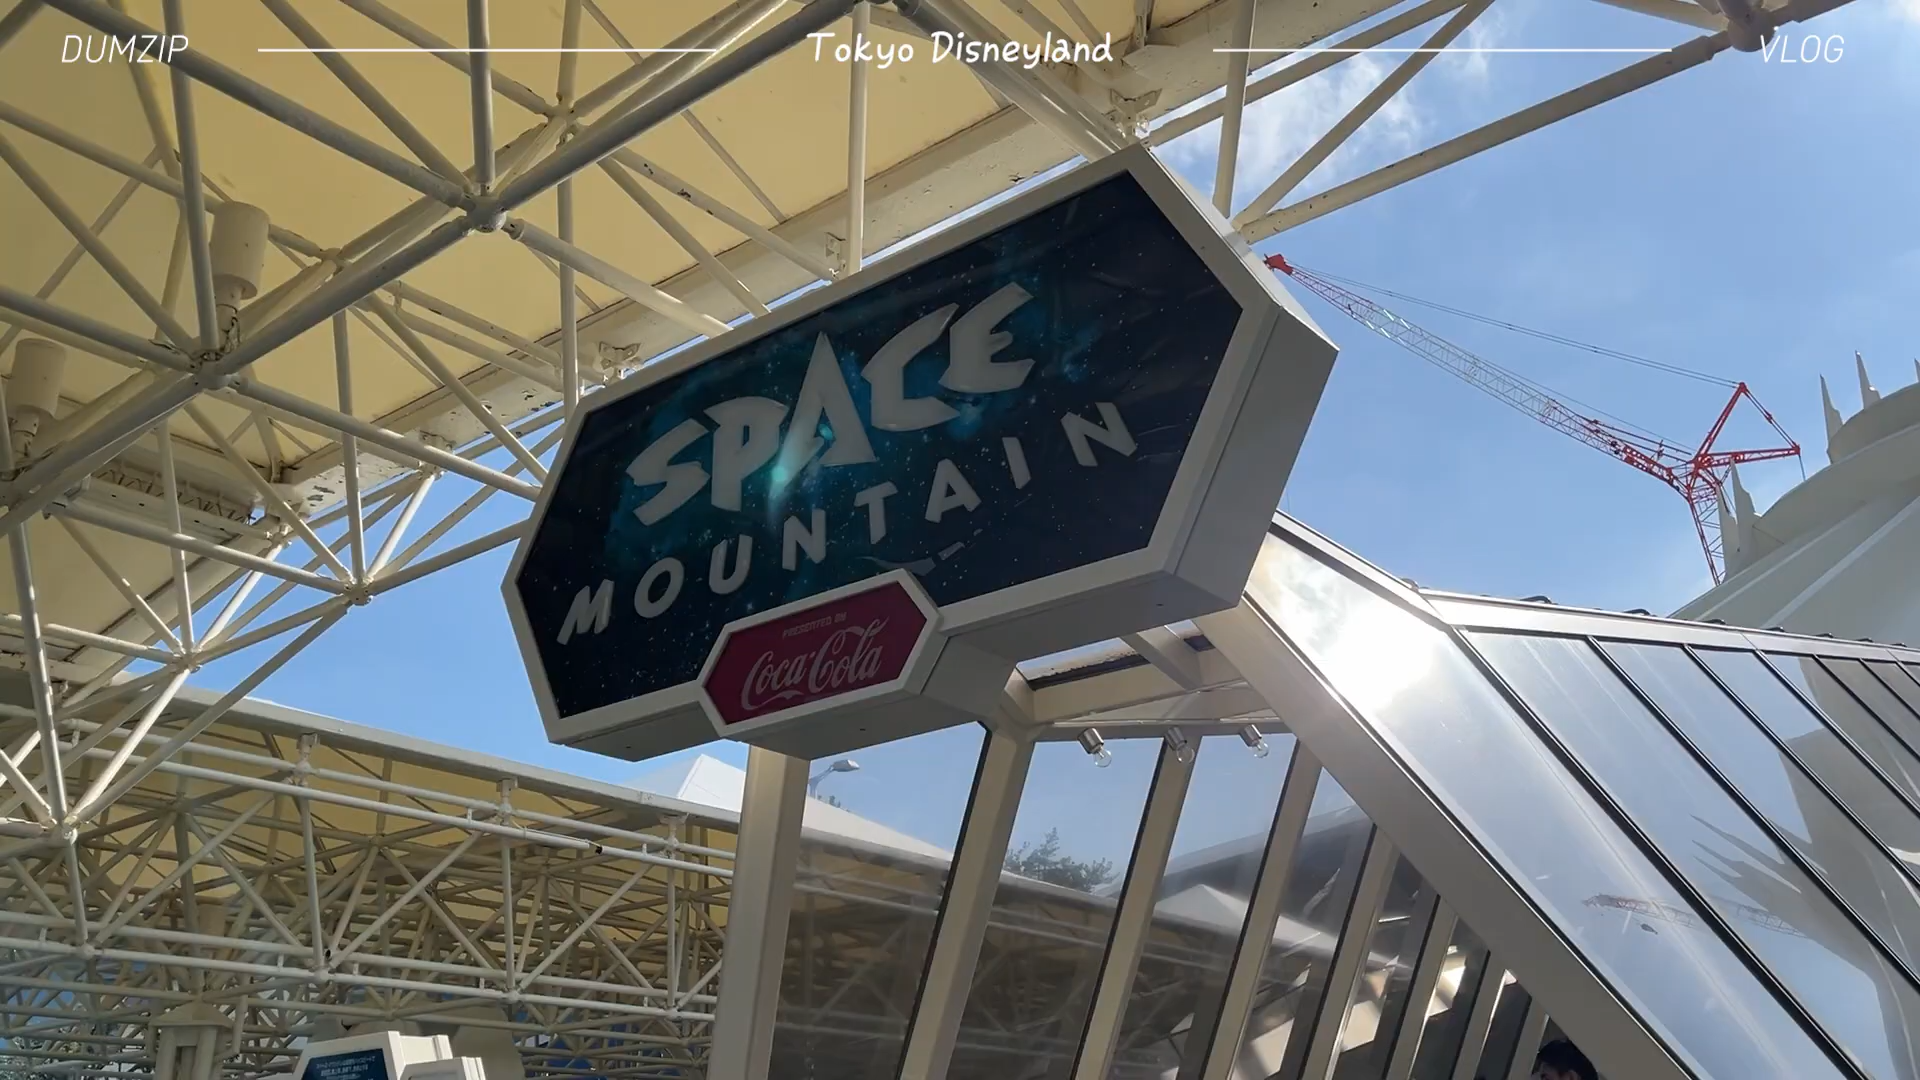 DUMZIP
Tokyo Disneyland
VLOG
SPACE
MOUNTAIN
PRESENTED BY
Coca-Cola